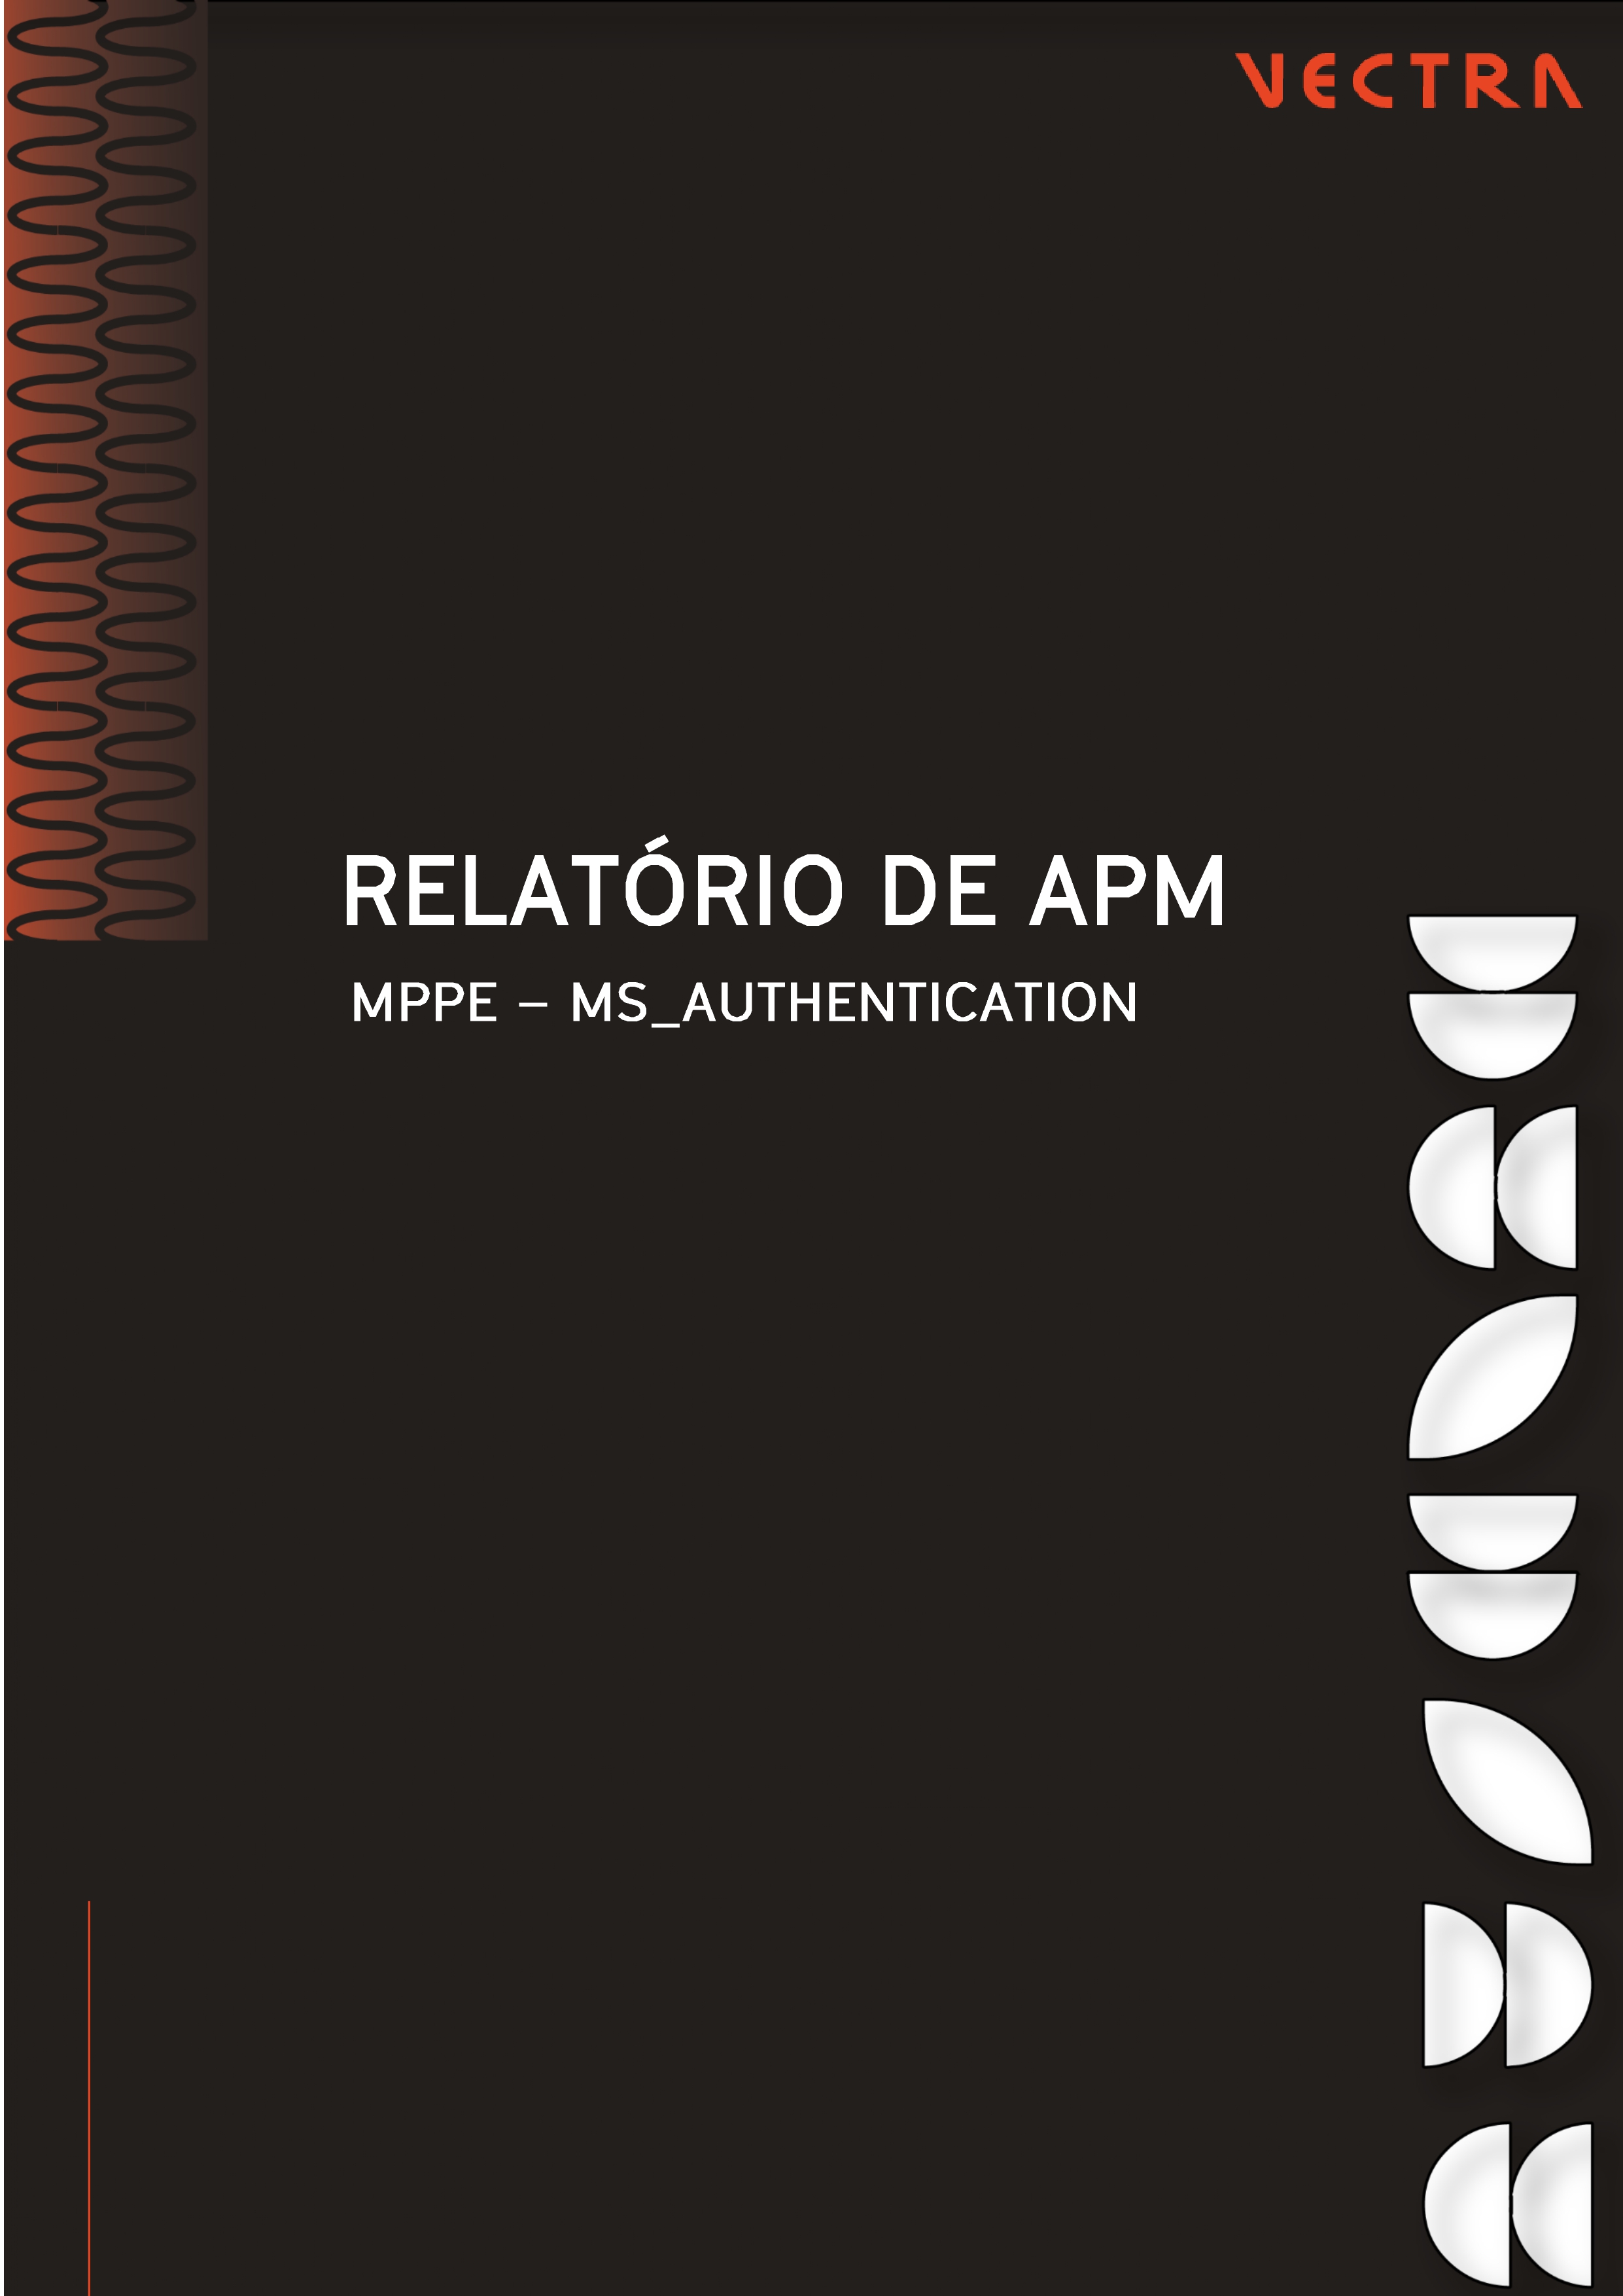 VECTRA
RELATÓRIO DE APM
MPPE – MS_AUTHENTICATION